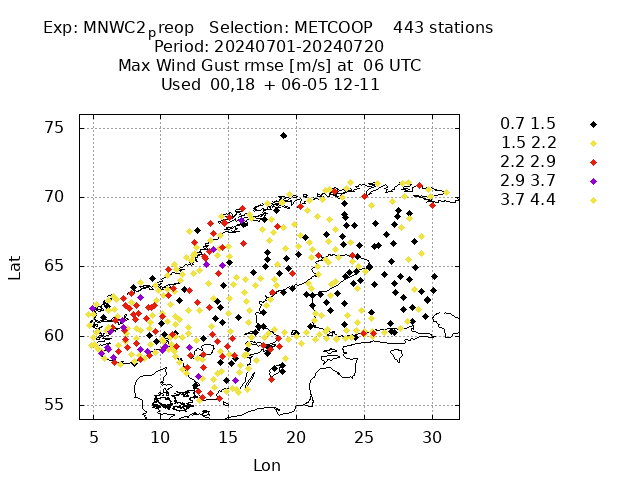 Exp: MNWC2preop Selection: METCOOP 443 stations
Period: 20240701-20240720
Max Wind Gust rmse [m/s] at 06 UTC
Used 00,18 + 06-05 12-11
75
70
65
60
55
5 10 15 20 25 30
Lat
Lon
0.7 1.5
1.5 2.2
2.2 2.9
2.9 3.7
3.7 4.4